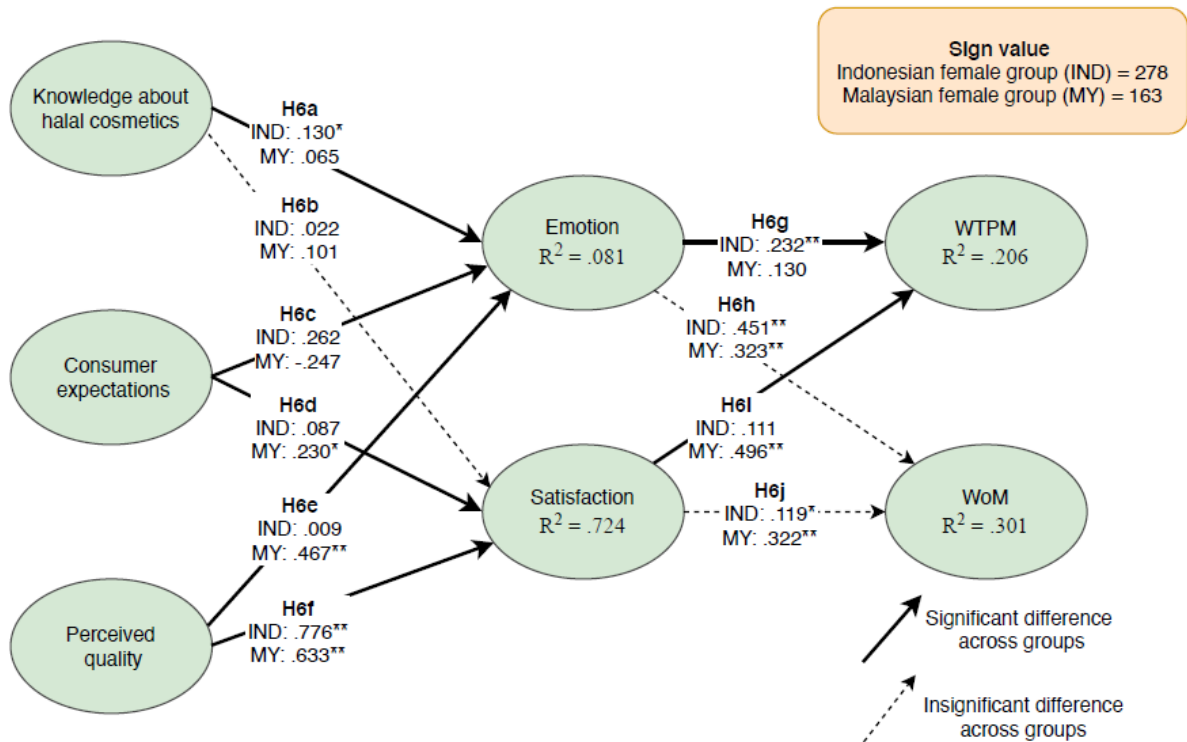 SIgn value
Indonesian female group (IND) = 278
Malaysian female group (MY) = 163
Knowledge about
halal cosmetics
H6a
IND: .130*
MY: .065
H6b
IND: .022
MY: .101
Emotion
R² = .081
H6g
IND: .232**
MY: .130
WTPM
R² = .206
H6c
IND: .262
MY: -.247
H6h
IND: .451**
MY: .323**
Consumer
expectations
H6d
IND: .087
MY: .230*
H6I
IND: .111
MY: .496**
H6e
IND: .009
MY: .467**
Satisfaction
R² = .724
H6j
IND: .119*
MY: .322**
WoM
R² = .301
H6f
IND: .776**
MY: .633**
Perceived
quality
Significant difference
across groups
Insignificant difference
across groups